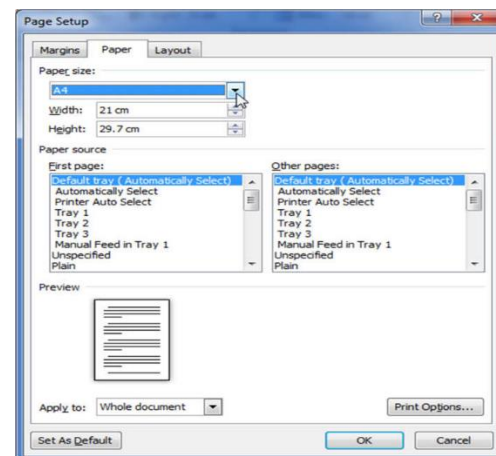 Page Setup
Margins Paper Layout
Paper size:
A4
Width: 21 cm
Height: 29.7 cm
Paper source
First page: Other pages:
Default tray (Automatically Select) Default tray (Automatically Select)
Automatically Select Automatically Select
Printer Auto Select Printer Auto Select
Tray 1 Tray 1
Tray 2 Tray 2
Tray 3 Tray 3
Manual Feed in Tray 1 Manual Feed in Tray 1
Unspecified Unspecified
Plain Plain
Preview
Apply to: Whole document Print Options...
Set As Default OK Cancel